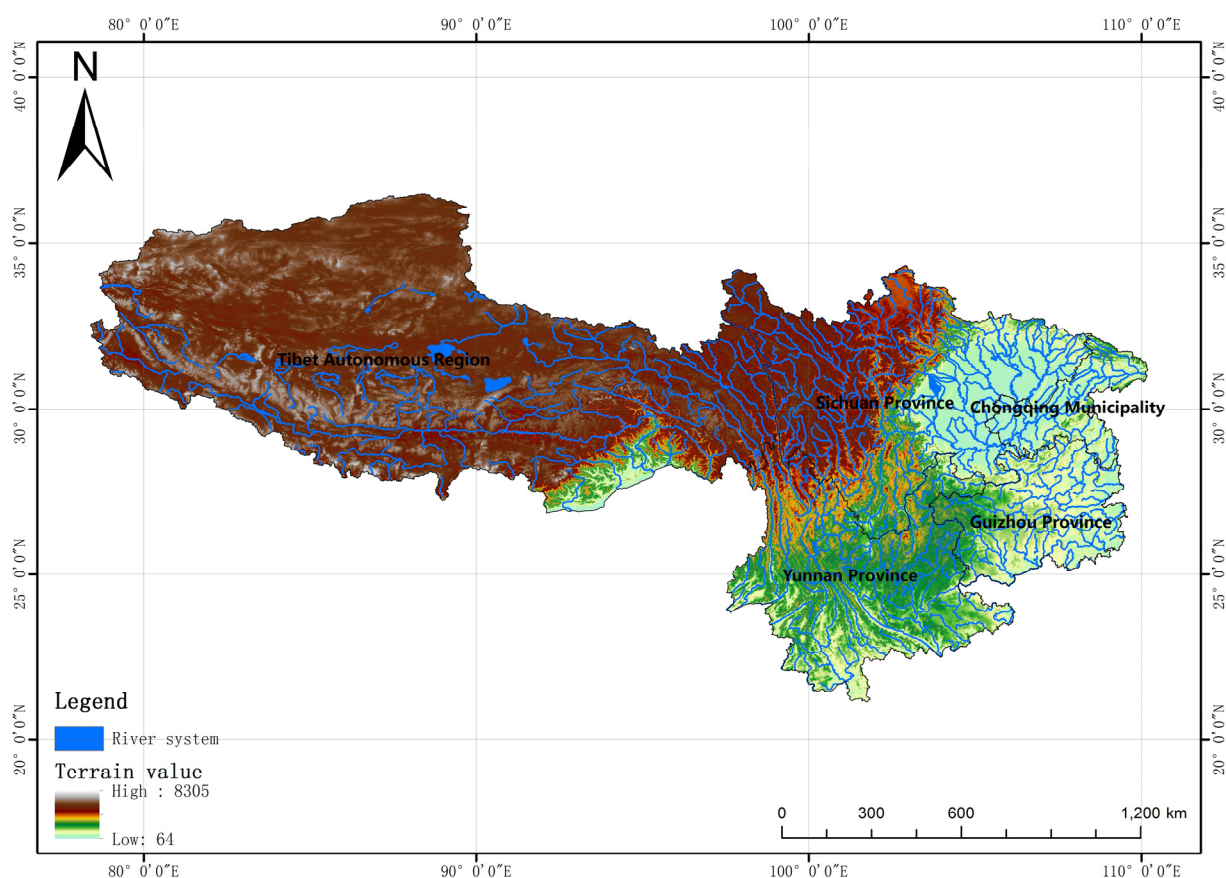 80° 0'0"E 90° 0'0"E 100° 0'0"E 110° 0'0"E
N
40° 0'0"N 40° 0'0"N
35° 0'0"N 35° 0'0"N
Tibet Autonomous Region
Sichuan Province
Chongqing Municipality
30° 0'0"N 30° 0'0"N
Guizhou Province
Yunnan Province
25° 0'0"N 25° 0'0"N
Legend
River system
20° 0'0"N 20° 0'0"N
Terrain value
High : 8305
Low: 64
0 300 600 1,200 km
80° 0'0"E 90° 0'0"E 100° 0'0"E 110° 0'0"E